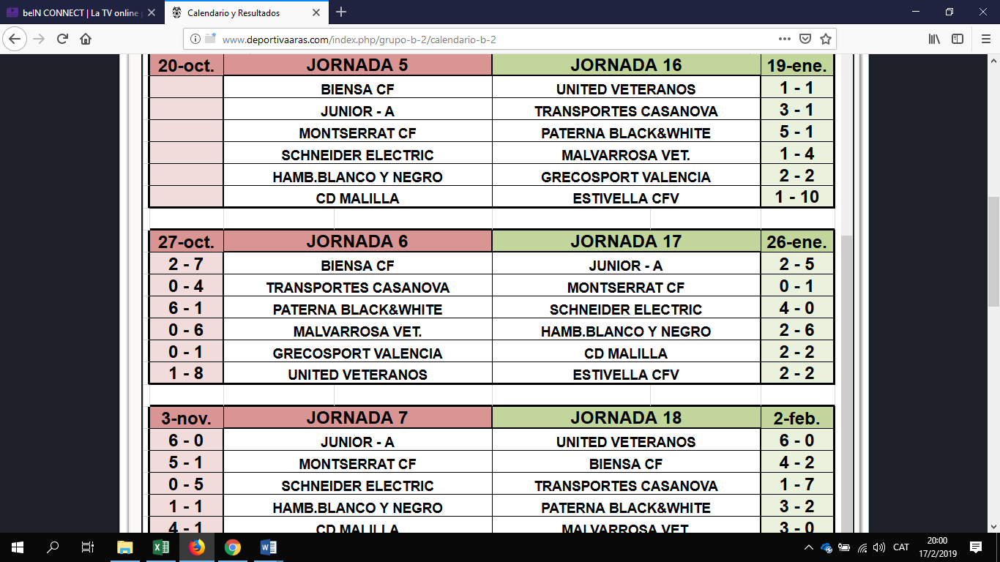 beIN CONNECT | La TV online
Calendario y Resultados
www.deportivaaras.com/index.php/grupo-b-2/calendario-b-2
20-oct. JORNADA 5 JORNADA 16 19-ene.
BIENSA CF UNITED VETERANOS 1 - 1
JUNIOR - A TRANSPORTES CASANOVA 3 - 1
MONTSERRAT CF PATERNA BLACK&WHITE 5 - 1
SCHNEIDER ELECTRIC MALVARROSA VET. 1 - 4
HAMB.BLANCO Y NEGRO GRECOSPORT VALENCIA 2 - 2
CD MALILLA ESTIVELLA CFV 1 - 10
27-oct. JORNADA 6 JORNADA 17 26-ene.
2 - 7 BIENSA CF JUNIOR - A 2 - 5
0 - 4 TRANSPORTES CASANOVA MONTSERRAT CF 0 - 1
6 - 1 PATERNA BLACK&WHITE SCHNEIDER ELECTRIC 4 - 0
0 - 6 MALVARROSA VET. HAMB.BLANCO Y NEGRO 2 - 6
0 - 1 GRECOSPORT VALENCIA CD MALILLA 2 - 2
1 - 8 UNITED VETERANOS ESTIVELLA CFV 2 - 2
3-nov. JORNADA 7 JORNADA 18 2-feb.
6 - 0 JUNIOR - A UNITED VETERANOS 6 - 0
5 - 1 MONTSERRAT CF BIENSA CF 4 - 2
0 - 5 SCHNEIDER ELECTRIC TRANSPORTES CASANOVA 1 - 7
1 - 1 HAMB.BLANCO Y NEGRO PATERNA BLACK&WHITE 3 - 2
4 - 1 CD MALILLA MALVARROSA VET. 3 - 0
CAT
20:00
17/2/2019